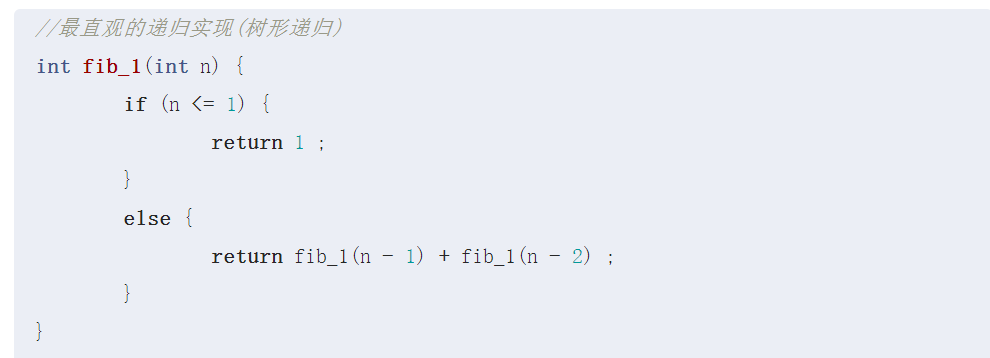 //最直观的递归实现(树形递归)
int fib_1(int n) {
if (n <= 1) {
return 1 ;
}
else {
return fib_1(n - 1) + fib_1(n - 2) ;
}
}